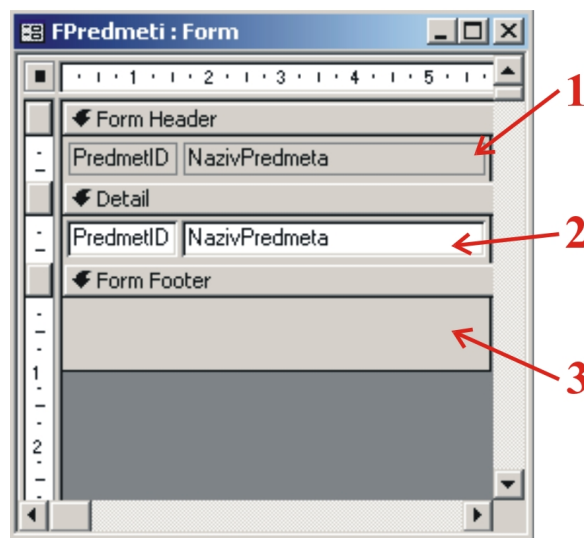 FPredmeti : Form
1 2 3 4 5
1
Form Header
PredmetID NazivPredmeta
Detail
PredmetID NazivPredmeta
2
Form Footer
3
1
2